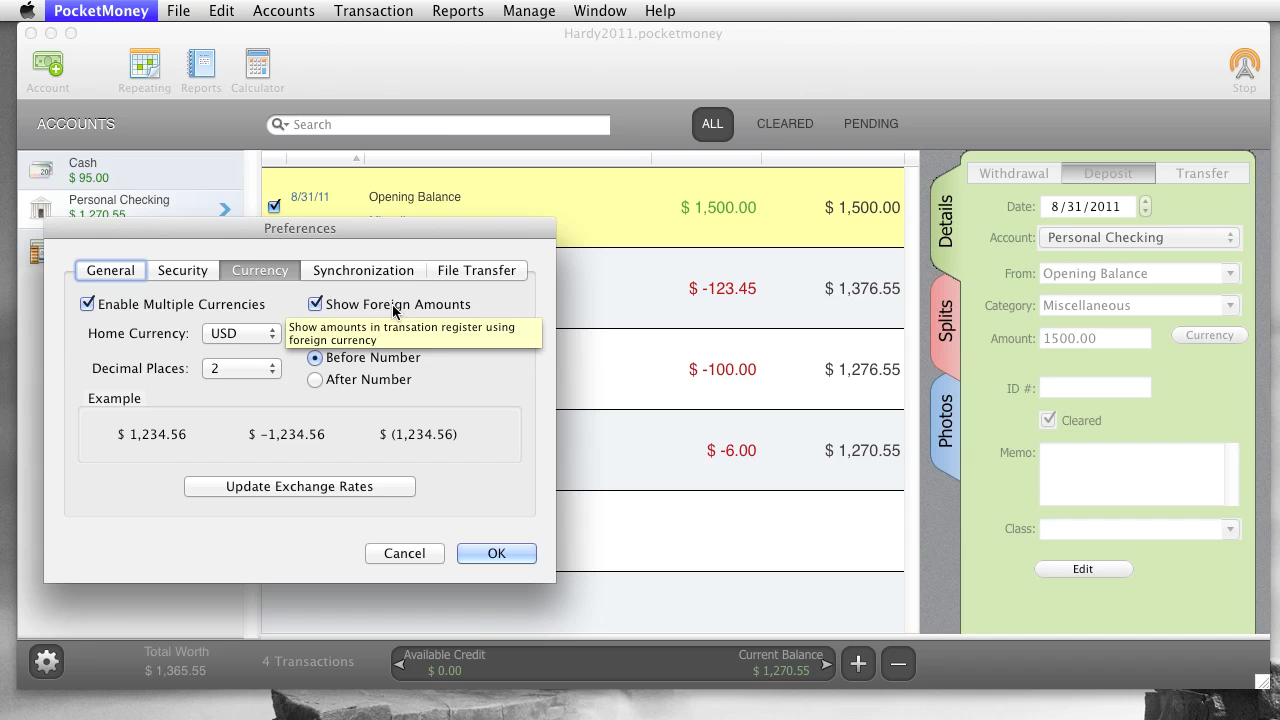 PocketMoney File Edit Accounts Transaction Reports Manage Window Help
Hardy2011.pocketmoney
Account Repeating Reports Calculator Stop
ACCOUNTS Search ALL CLEARED PENDING
Cash
$ 95.00
Personal Checking
$ 1,270.55
8/31/11 Opening Balance $ 1,500.00 $ 1,500.00
$ -123.45 $ 1,376.55
$ -100.00 $ 1,276.55
$ -6.00 $ 1,270.55
Preferences
General Security Currency Synchronization File Transfer
Enable Multiple Currencies Show Foreign Amounts
Show amounts in transation register using
foreign currency
Home Currency: USD
Before Number
Decimal Places: 2
After Number
Example
$ 1,234.56 $ -1,234.56 $ (1,234.56)
Update Exchange Rates
Cancel OK
Details
Splits
Photos
Withdrawal Deposit Transfer
Date: 8/31/2011
Account: Personal Checking
From: Opening Balance
Category: Miscellaneous
Amount: 1500.00 Currency
ID #:
Cleared
Memo:
Class:
Edit
Total Worth
$ 1,365.55
4 Transactions
Available Credit
$ 0.00
Current Balance
$ 1,270.55